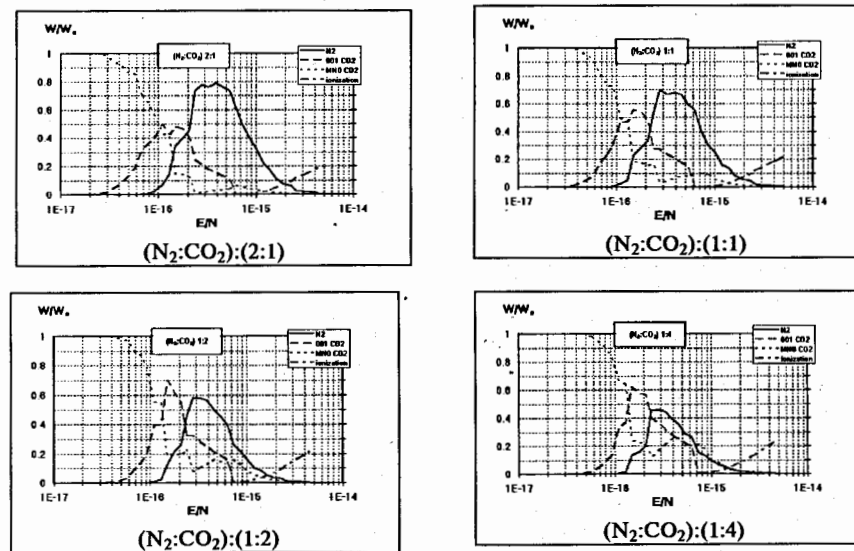 W/Wₒ
(N₂:CO₂) 2:1
N2
001 CO2
MN0 CO2
ionization
1
0.8
0.6
0.4
0.2
0
1E-17 1E-16 1E-15 1E-14
E/N
(N₂:CO₂):(2:1)
W/Wₒ
(N₂:CO₂) 1:1
N2
001 CO2
MN0 CO2
ionization
1
0.8
0.6
0.4
0.2
0
1E-17 1E-16 1E-15 1E-14
E/N
(N₂:CO₂):(1:1)
W/Wₒ
(N₂:CO₂) 1:2
N2
001 CO2
MN0 CO2
ionization
1
0.8
0.6
0.4
0.2
0
1E-17 1E-16 1E-15 1E-14
E/N
(N₂:CO₂):(1:2)
W/Wₒ
(N₂:CO₂) 1:4
N2
001 CO2
MN0 CO2
ionization
1
0.8
0.6
0.4
0.2
0
1E-17 1E-16 1E-15 1E-14
E/N
(N₂:CO₂):(1:4)